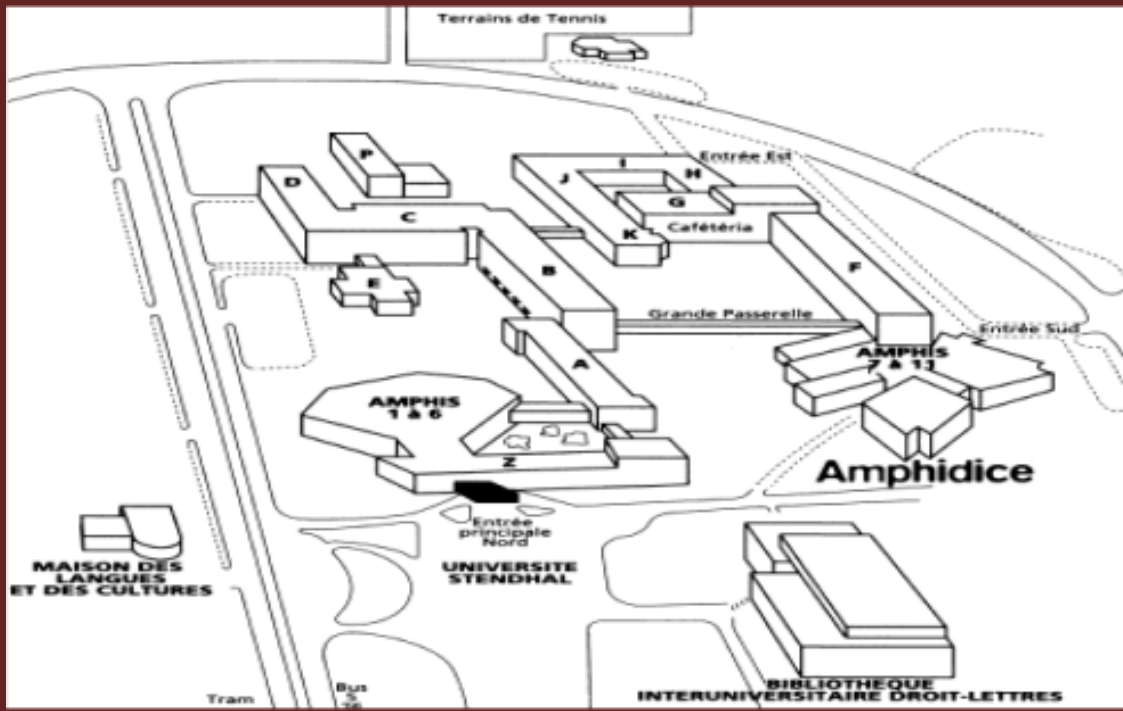 Terrains de Tennis
P
D
C
E
B
I
J
H
G
K
Entrée Est
Cafétéria
F
Grande Passerelle
Entrée Sud
A
AMPHIS
7 à 11
AMPHIS
1 à 6
Z
Amphidice
Entrée
principale
Nord
UNIVERSITE
STENDHAL
MAISON DES
LANGUES
ET DES CULTURES
Tram
Bus
BIBLIOTHEQUE
INTERUNIVERSITAIRE DROIT-LETTRES